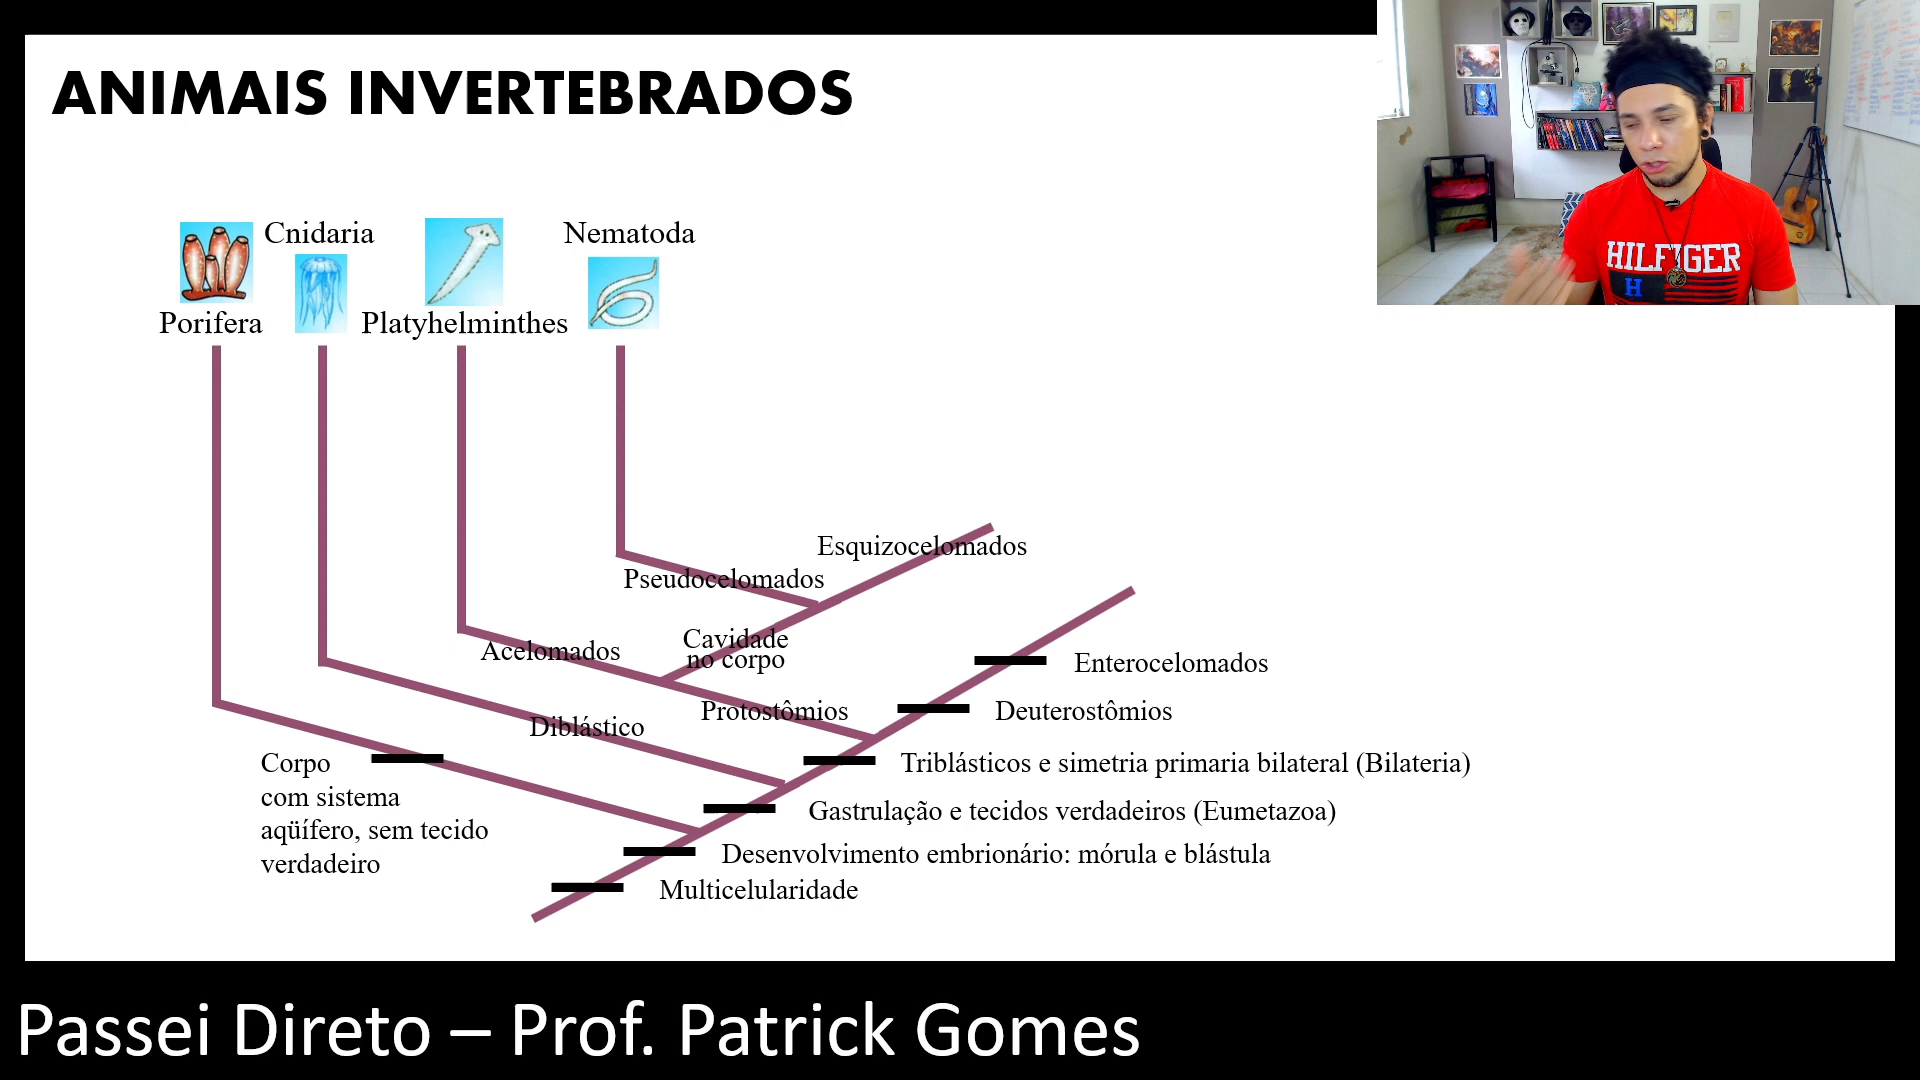 ANIMAIS INVERTEBRADOS
Cnidaria
Nematoda
Porifera
Platyhelminthes
Esquizocelomados
Pseudocelomados
Cavidade
no corpo
Acelomados
Enterocelomados
Protostômios
Deuterostômios
Diblástico
Corpo
com sistema
aqüífero, sem tecido
verdadeiro
Triblásticos e simetria primaria bilateral (Bilateria)
Gastrulação e tecidos verdadeiros (Eumetazoa)
Desenvolvimento embrionário: mórula e blástula
Multicelularidade
HILFIGER
H
Passei Direto – Prof. Patrick Gomes